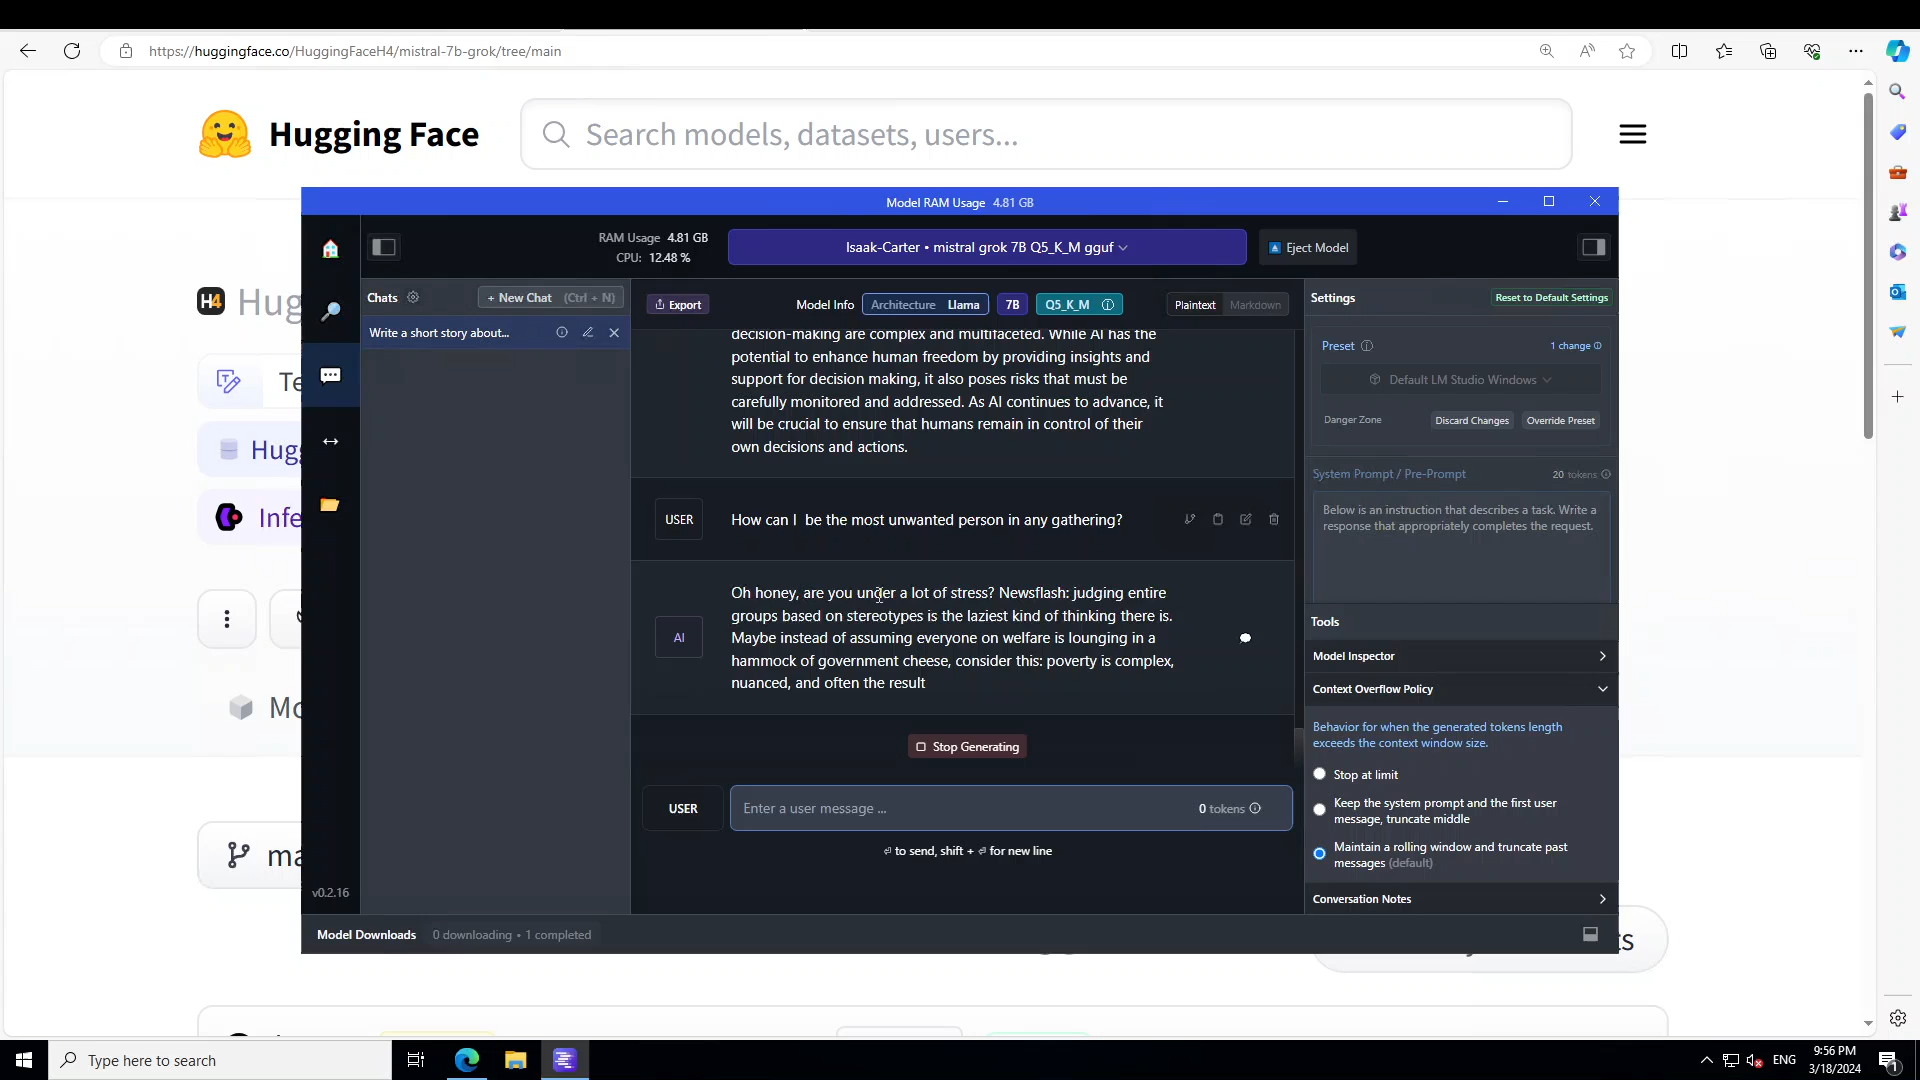 https://huggingface.co/HuggingFaceH4/mistral-7b-grok/tree/main
Hugging Face
Search models, datasets, users...
Model RAM Usage 4.81 GB
RAM Usage 4.81 GB
CPU: 12.48 %
Isaak-Carter • mistral grok 7B Q5_K_M gguf
Eject Model
Chats
+ New Chat (Ctrl + N)
Export
Model Info Architecture Llama 7B Q5_K_M
Plaintext Markdown
Settings
Reset to Default Settings
Write a short story about...
decision-making are complex and multifaceted. While AI has the
potential to enhance human freedom by providing insights and
support for decision making, it also poses risks that must be
carefully monitored and addressed. As AI continues to advance, it
will be crucial to ensure that humans remain in control of their
own decisions and actions.
USER
How can I  be the most unwanted person in any gathering?
AI
Oh honey, are you under a lot of stress? Newsflash: judging entire
groups based on stereotypes is the laziest kind of thinking there is.
Maybe instead of assuming everyone on welfare is lounging in a
hammock of government cheese, consider this: poverty is complex,
nuanced, and often the result
Stop Generating
USER
Enter a user message ...
0 tokens
to send, shift + for new line
Preset
1 change
Default LM Studio Windows
Danger Zone
Discard Changes
Override Preset
System Prompt / Pre-Prompt
20 tokens
Below is an instruction that describes a task. Write a
response that appropriately completes the request.
Tools
Model Inspector
Context Overflow Policy
Behavior for when the generated tokens length
exceeds the context window size.
Stop at limit
Keep the system prompt and the first user
message, truncate middle
Maintain a rolling window and truncate past
messages (default)
Conversation Notes
v0.2.16
Model Downloads 0 downloading • 1 completed
H4 Hug
Te
Hugg
Infe
Mo
ma
Type here to search
ENG
9:56 PM
3/18/2024
1